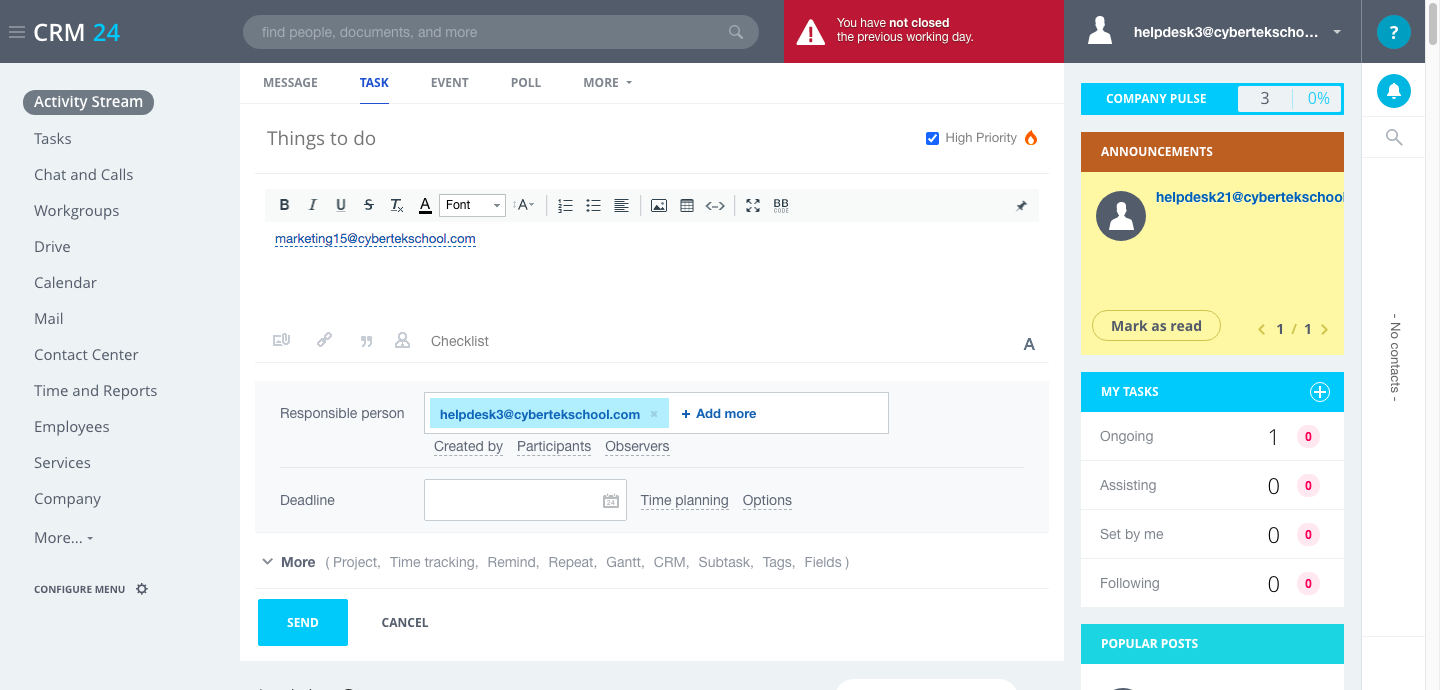 CRM 24
find people, documents, and more
You have not closed
the previous working day.
helpdesk3@cybertekscho...
?
Activity Stream
Tasks
Chat and Calls
Workgroups
Drive
Calendar
Mail
Contact Center
Time and Reports
Employees
Services
Company
More...
CONFIGURE MENU
MESSAGE TASK EVENT POLL MORE
Things to do
High Priority
B I U S Tx A Font A BB CODE
marketing15@cybertekschool.com
Checklist
A
Responsible person helpdesk3@cybertekschool.com × + Add more
Created by Participants Observers
Deadline 24 Time planning Options
More ( Project, Time tracking, Remind, Repeat, Gantt, CRM, Subtask, Tags, Fields )
SEND CANCEL
COMPANY PULSE 3 0%
ANNOUNCEMENTS
helpdesk21@cybertekschool
Mark as read 1 / 1
MY TASKS
Ongoing 1 0
Assisting 0 0
Set by me 0 0
Following 0 0
POPULAR POSTS
- No contacts -